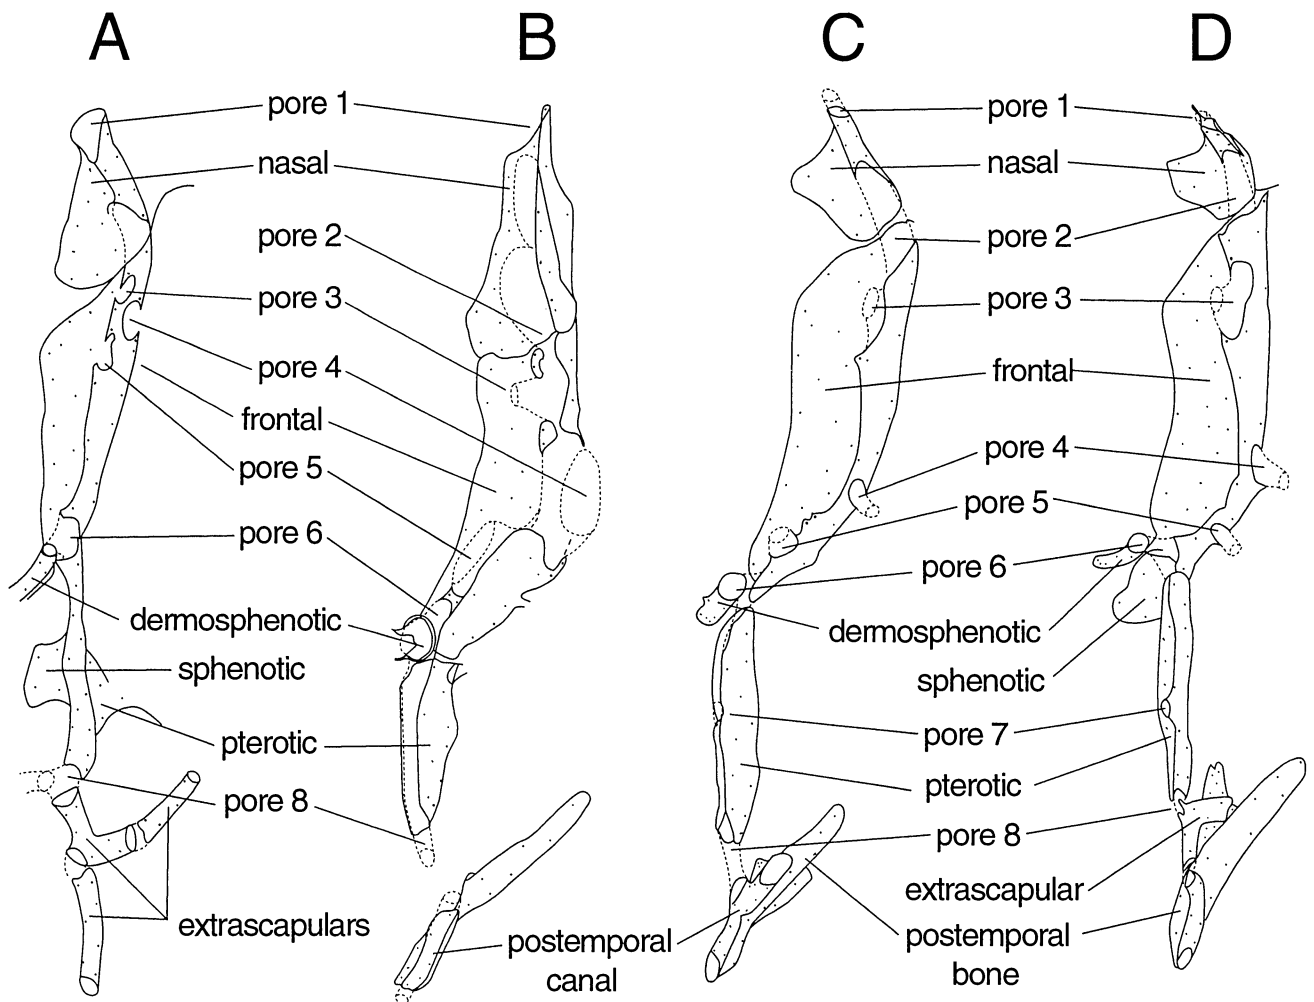 A B C D
pore 1
nasal
pore 2
pore 3
pore 4
frontal
pore 5
pore 6
dermosphenotic
sphenotic
pterotic
pore 8
extrascapulars
postemporal
canal
pore 1
nasal
pore 2
pore 3
frontal
pore 4
pore 5
pore 6
dermosphenotic
sphenotic
pore 7
pterotic
pore 8
extrascapular
postemporal
bone